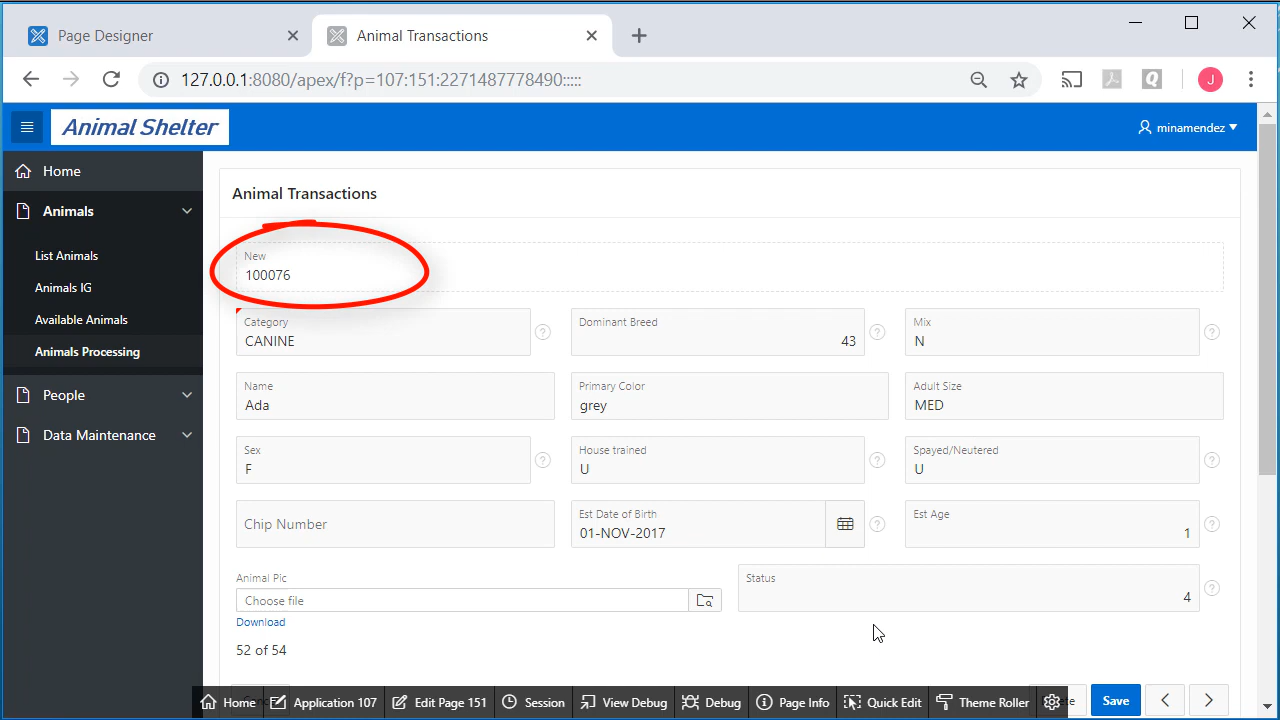 Page Designer
Animal Transactions
127.0.0.1:8080/apex/f?p=107:151:2271487778490:::::
J
Animal Shelter
minamendez
Home
Animals
List Animals
Animals IG
Available Animals
Animals Processing
People
Data Maintenance
Animal Transactions
New
100076
Category
CANINE
?
Dominant Breed
43
?
Mix
N
?
Name
Ada
Primary Color
grey
Adult Size
MED
Sex
F
?
House trained
U
?
Spayed/Neutered
U
?
Chip Number
Est Date of Birth
01-NOV-2017
?
Est Age
1
?
Animal Pic
Choose file
Download
Status
4
?
52 of 54
Home
Application 107
Edit Page 151
Session
View Debug
Debug
Page Info
Quick Edit
Theme Roller
Save